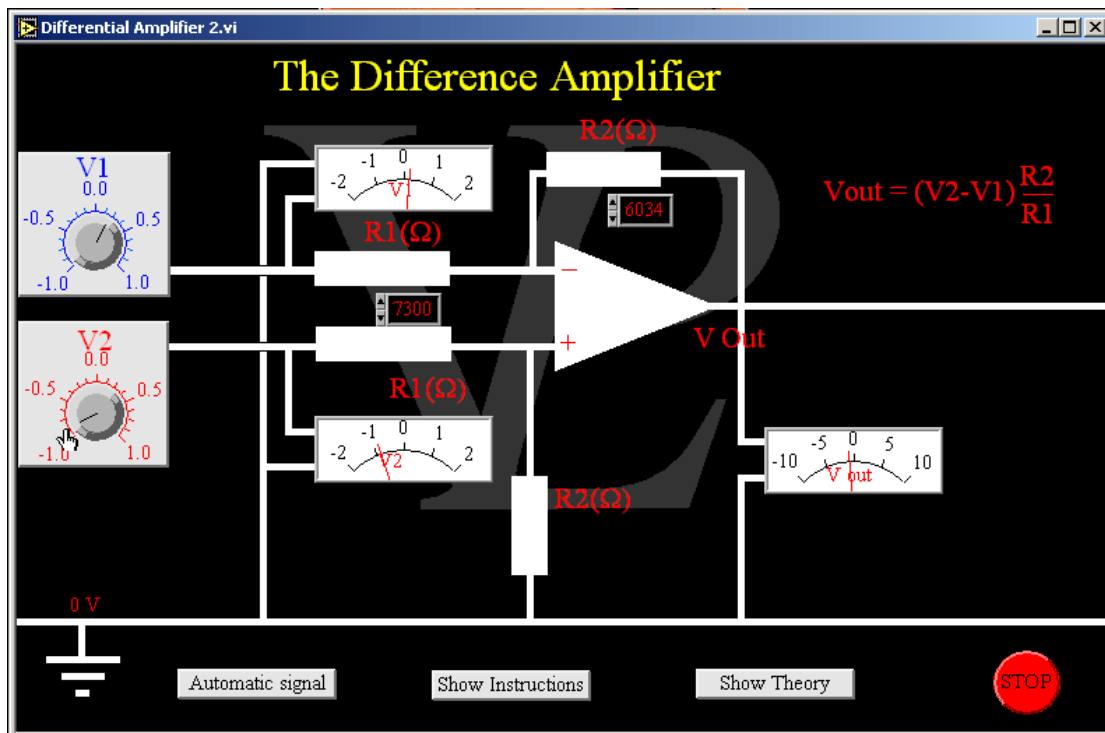 Differential Amplifier 2.vi
The Difference Amplifier
V1
0.0
-0.5 0.5
-1.0 1.0
-2 -1 0 1 2
V1
R2(Ω)
6034
Vout = (V2-V1) R2
R1
R1(Ω)
7300
R1(Ω)
−
+
V Out
V2
0.0
-0.5 0.5
-1.0 1.0
-2 -1 0 1 2
V2
R2(Ω)
-10 -5 0 5 10
V out
0 V
Automatic signal
Show Instructions
Show Theory
STOP
VPL